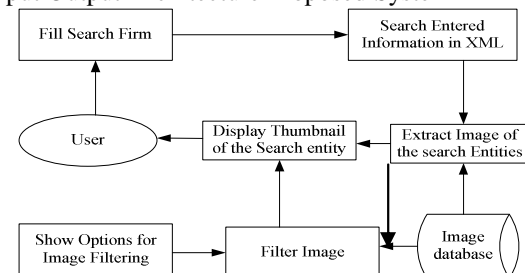 Fill Search Firm
Search Entered
Information in XML
User
Display Thumbnail
of the Search entity
Extract Image of
the search Entities
Show Options for
Image Filtering
Filter Image
Image
database